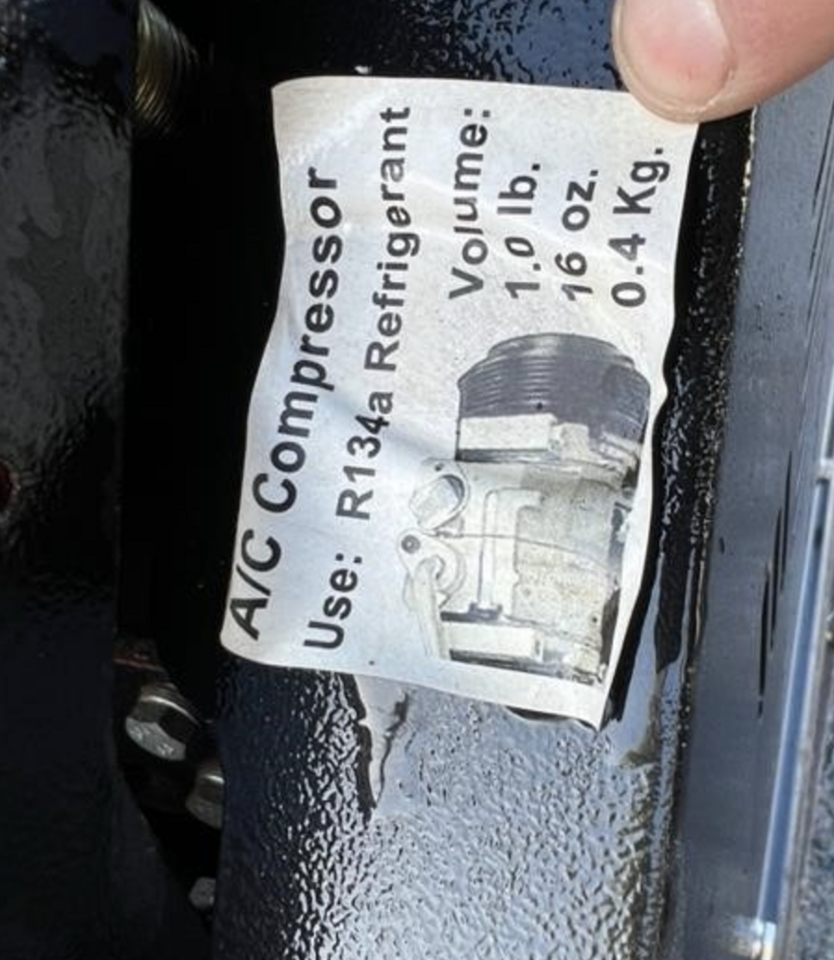 A/C Compressor
Use: R134a Refrigerant
Volume:
1.0 lb.
16 oz.
0.4 Kg.